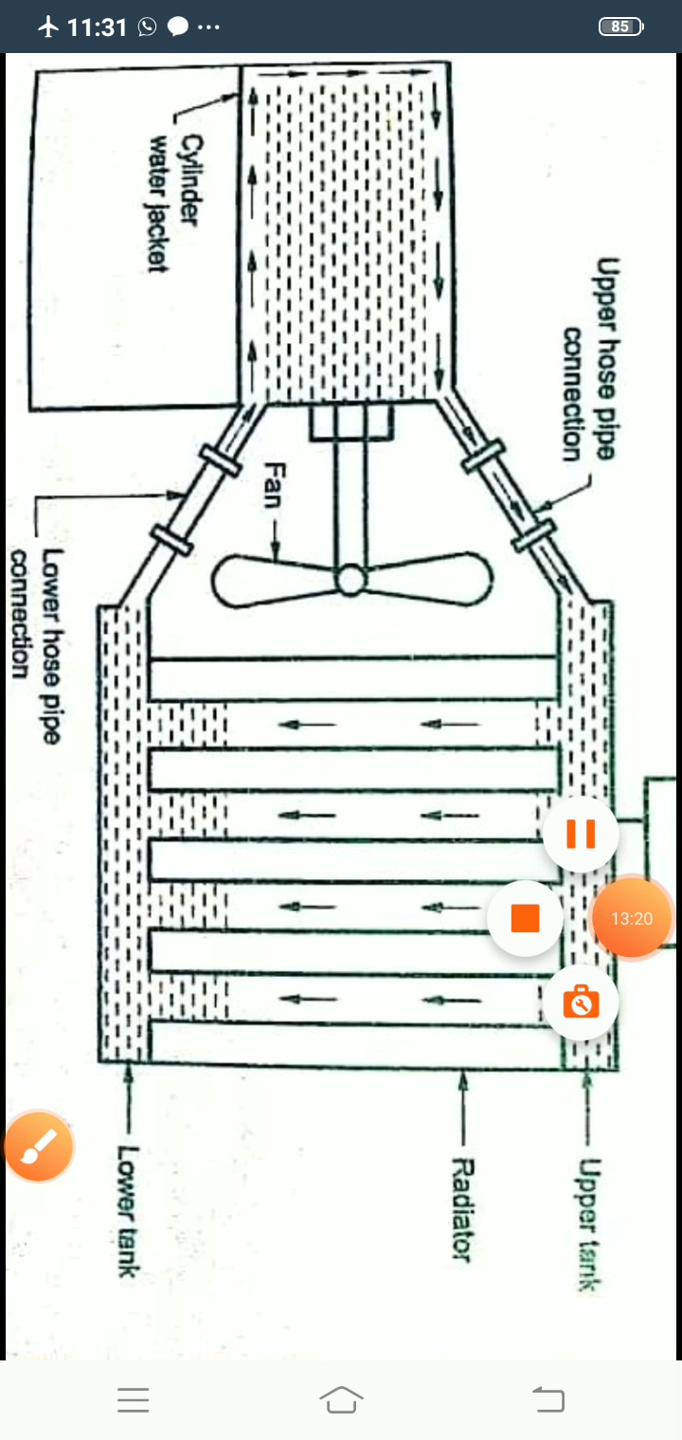 11:31
85
Cylinder
water jacket
Upper hose pipe
connection
Fan
Lower hose pipe
connection
13:20
Upper tank
Radiator
Lower tank